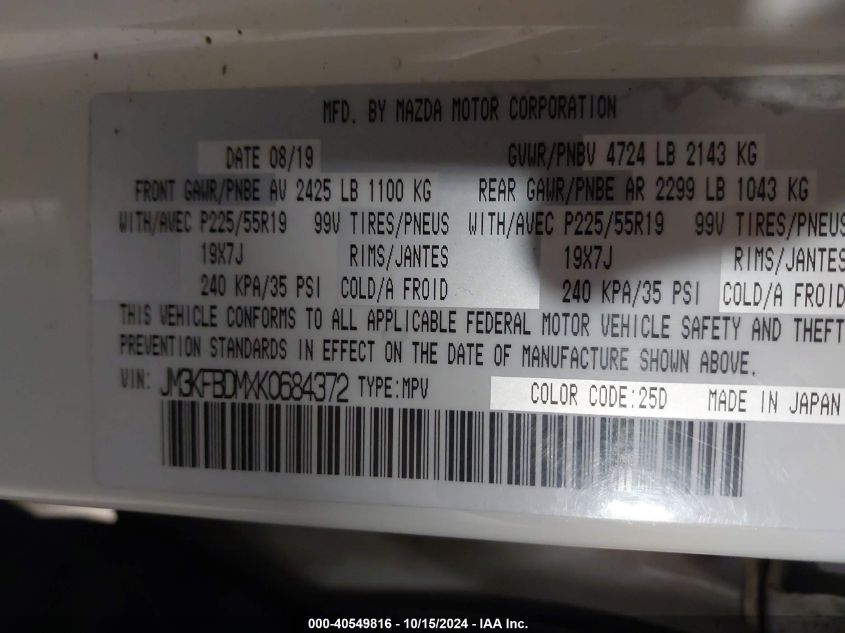 MFD. BY MAZDA MOTOR CORPORATION
DATE 08/19 GVWR/PNBV 4724 LB 2143 KG
FRONT GAWR/PNBE AV 2425 LB 1100 KG REAR GAWR/PNBE AR 2299 LB 1043 KG
WITH/AVEC P225/55R19 99V TIRES/PNEUS WITH/AVEC P225/55R19 99V TIRES/PNEUS
19X7J RIMS/JANTES 19X7J RIMS/JANTES
240 KPA/35 PSI COLD/A FROID 240 KPA/35 PSI COLD/A FROID
THIS VEHICLE CONFORMS TO ALL APPLICABLE FEDERAL MOTOR VEHICLE SAFETY AND THEFT
PREVENTION STANDARDS IN EFFECT ON THE DATE OF MANUFACTURE SHOWN ABOVE.
VIN: JM3KFBDMXK0684372 TYPE:MPV COLOR CODE:25D MADE IN JAPAN
000-40549816 - 10/15/2024 - IAA Inc.